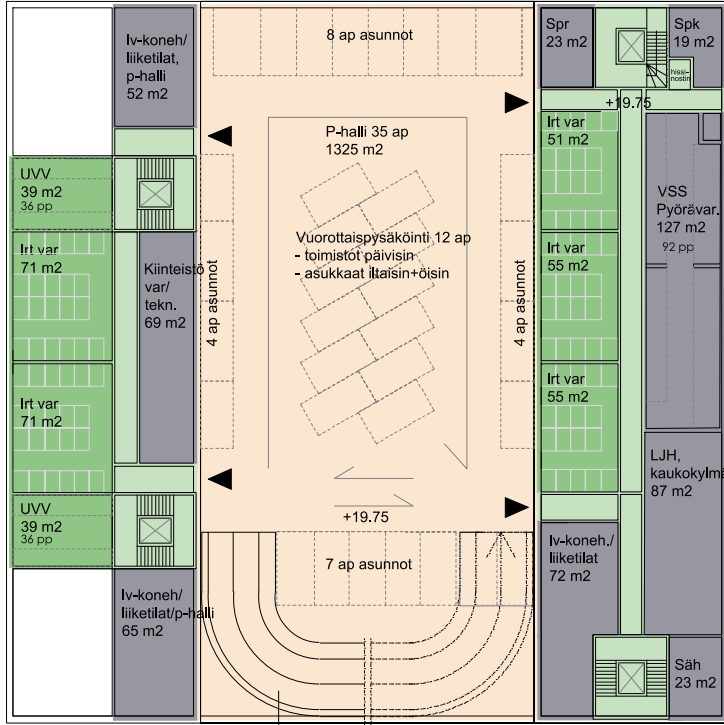 Iv-koneh/
liiketilat,
p-halli
52 m2
8 ap asunnot
Spr
23 m2
Spk
19 m2
hissi-
nostin
+19.75
P-halli 35 ap
1325 m2
Irt var
51 m2
UVV
39 m2
36 pp
VSS
Pyörävar.
127 m2
92 pp
Irt var
71 m2
Kiinteistö
var/
tekn.
69 m2
Vuorottaispysäköinti 12 ap
- toimistot päivisin
- asukkaat iltaisin+öisin
Irt var
55 m2
4 ap asunnot
4 ap asunnot
Irt var
71 m2
Irt var
55 m2
LJH,
kaukokylmä
87 m2
UVV
39 m2
36 pp
+19.75
7 ap asunnot
Iv-koneh./
liiketilat
72 m2
Iv-koneh/
liiketilat/p-halli
65 m2
Säh
23 m2